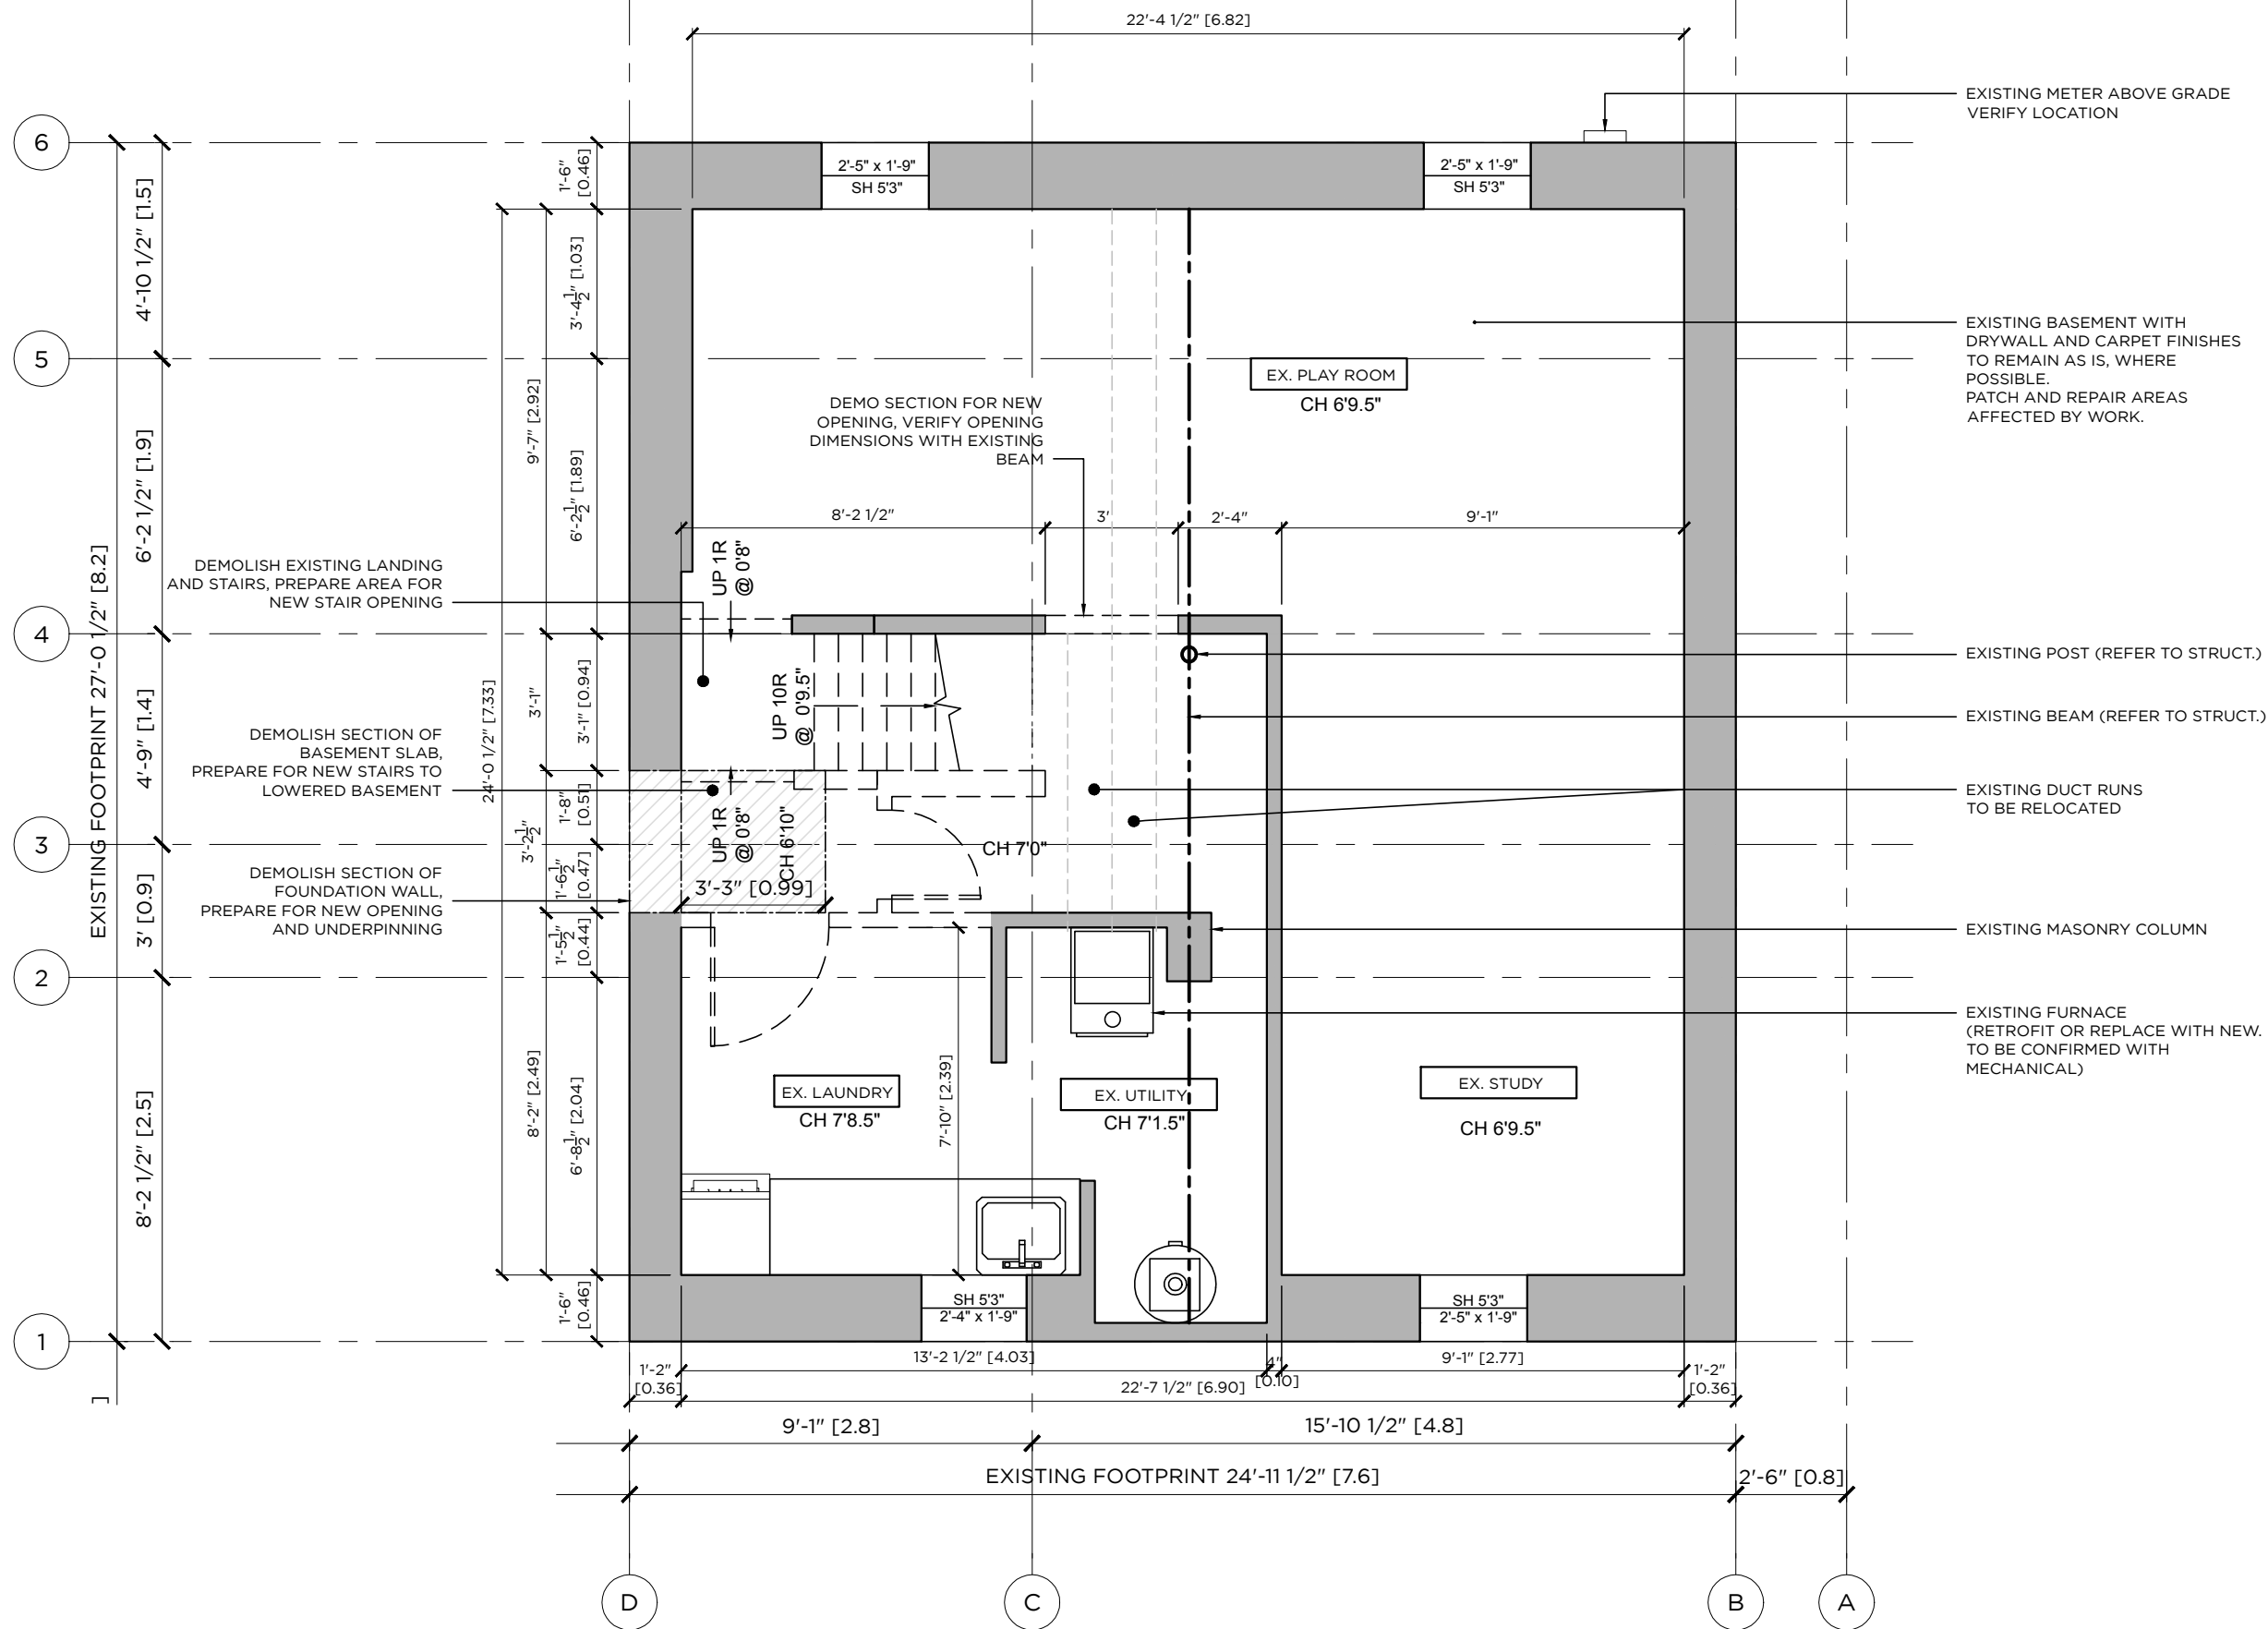 22'-4 1/2" [6.82]
EXISTING METER ABOVE GRADE
VERIFY LOCATION
6
2'-5" x 1'-9"
SH 5'3"
2'-5" x 1'-9"
SH 5'3"
1'-6"
[0.46]
4'-10 1/2" [1.5]
3'-4 1/2" [1.03]
EXISTING BASEMENT WITH
DRYWALL AND CARPET FINISHES
TO REMAIN AS IS, WHERE
POSSIBLE.
PATCH AND REPAIR AREAS
AFFECTED BY WORK.
5
EX. PLAY ROOM
CH 6'9.5"
DEMO SECTION FOR NEW
OPENING, VERIFY OPENING
DIMENSIONS WITH EXISTING
BEAM
9'-7" [2.92]
6'-2 1/2" [1.9]
6'-2 1/2" [1.89]
8'-2 1/2"
3'
2'-4"
9'-1"
EXISTING FOOTPRINT 27'-0 1/2" [8.2]
DEMOLISH EXISTING LANDING
AND STAIRS, PREPARE AREA FOR
NEW STAIR OPENING
UP 1R
@ 0'8"
4
EXISTING POST (REFER TO STRUCT.)
4'-9" [1.4]
24'-0 1/2" [7.33]
3'-1"
3'-1" [0.94]
UP 10R
@ 0'9.5"
EXISTING BEAM (REFER TO STRUCT.)
DEMOLISH SECTION OF
BASEMENT SLAB,
PREPARE FOR NEW STAIRS TO
LOWERED BASEMENT
EXISTING DUCT RUNS
TO BE RELOCATED
3'-2 1/2"
1'-8"
[0.51]
UP 1R
@ 0'8"
CH 6'10"
CH 7'0"
3
3' [0.9]
1'-6 1/2"
[0.47]
3'-3" [0.99]
DEMOLISH SECTION OF
FOUNDATION WALL,
PREPARE FOR NEW OPENING
AND UNDERPINNING
EXISTING MASONRY COLUMN
1'-5 1/2"
[0.44]
2
EXISTING FURNACE
(RETROFIT OR REPLACE WITH NEW.
TO BE CONFIRMED WITH
MECHANICAL)
8'-2 1/2" [2.5]
8'-2" [2.49]
6'-8 1/2" [2.04]
7'-10" [2.39]
EX. LAUNDRY
CH 7'8.5"
EX. UTILITY
CH 7'1.5"
EX. STUDY
CH 6'9.5"
1'-6"
[0.46]
SH 5'3"
2'-4" x 1'-9"
SH 5'3"
2'-5" x 1'-9"
1
]
13'-2 1/2" [4.03]
4"
[0.10]
9'-1" [2.77]
1'-2"
[0.36]
22'-7 1/2" [6.90]
1'-2"
[0.36]
9'-1" [2.8]
15'-10 1/2" [4.8]
EXISTING FOOTPRINT 24'-11 1/2" [7.6]
2'-6" [0.8]
D
C
B
A